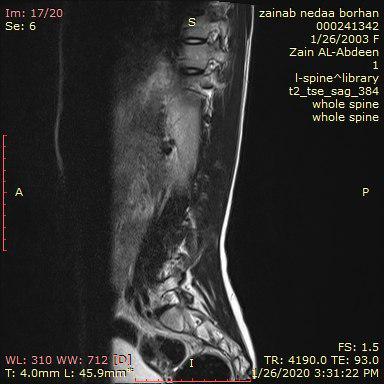 Im: 17/20
Se: 6
S
zainab nedaa borhan
000241342
1/26/2003 F
Zain AL-Abdeen
1
l-spine^library
t2_tse_sag_384
whole spine
whole spine
A
P
WL: 310 WW: 712 [D]
T: 4.0mm L: 45.9mm
I
FS: 1.5
TR: 4190.0 TE: 93.0
1/26/2020 3:31:22 PM